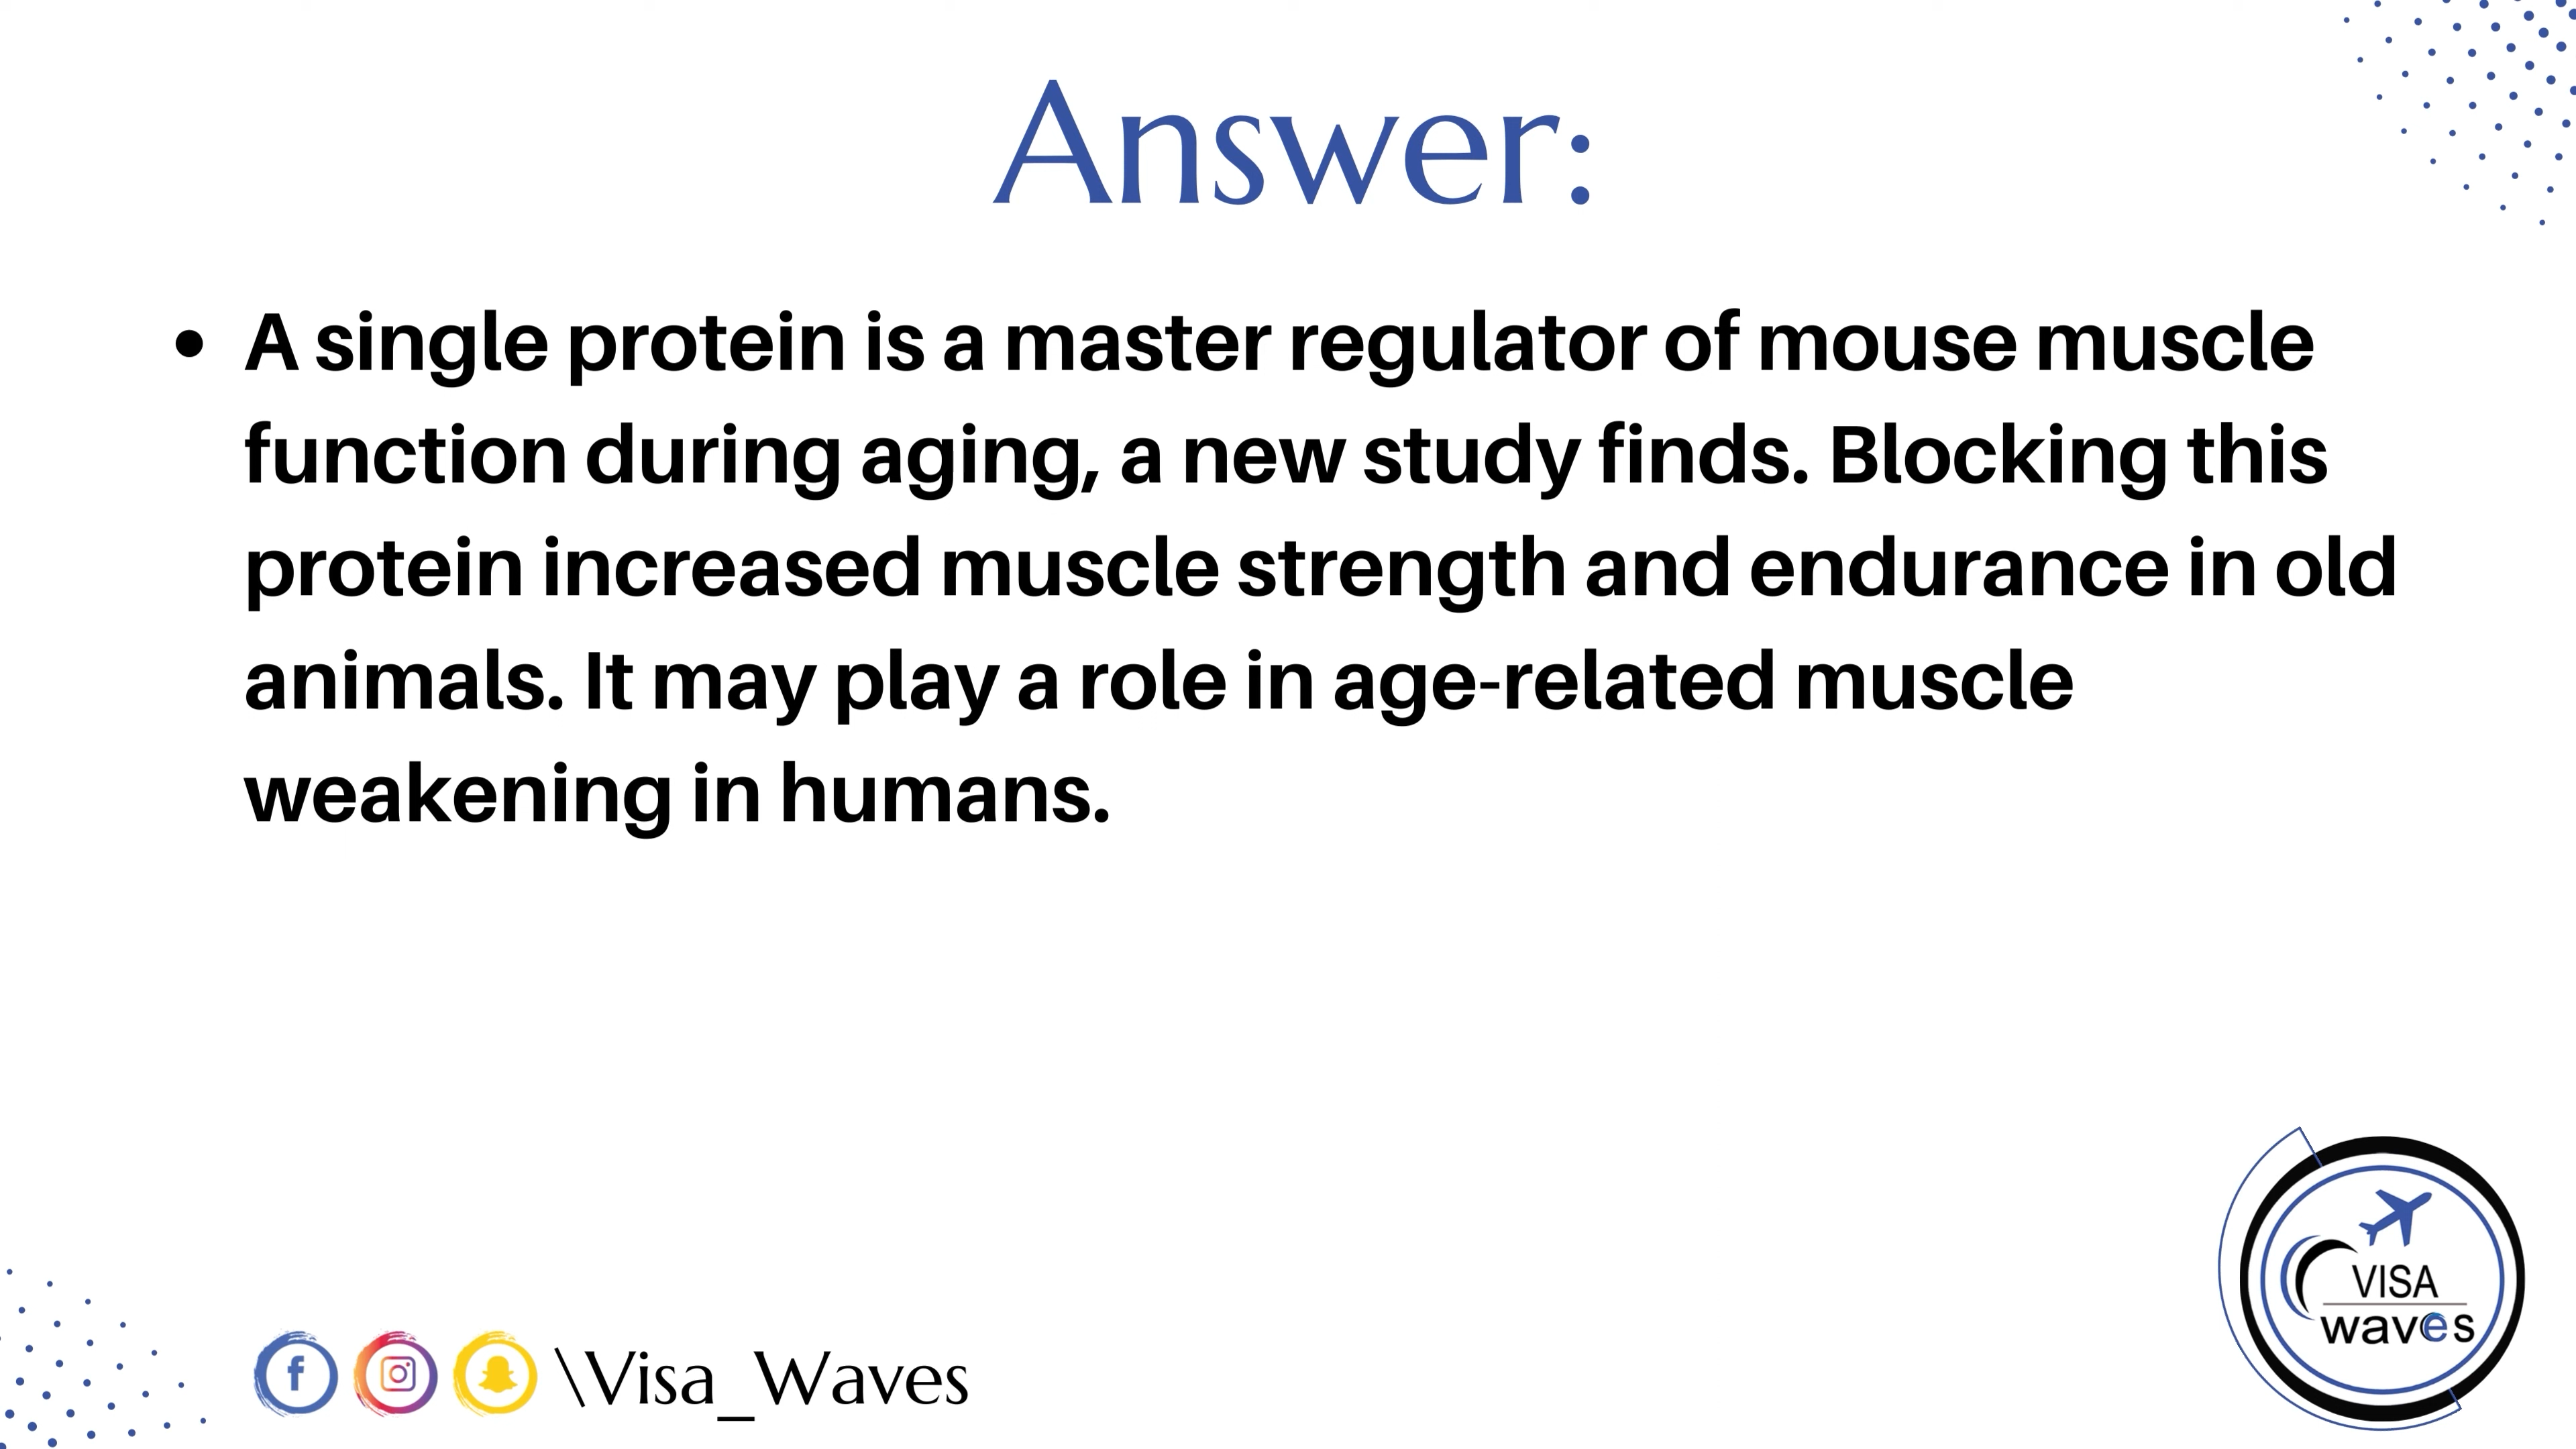 Answer:
• A single protein is a master regulator of mouse muscle
function during aging, a new study finds. Blocking this
protein increased muscle strength and endurance in old
animals. It may play a role in age-related muscle
weakening in humans.
\Visa_Waves
VISA
waves